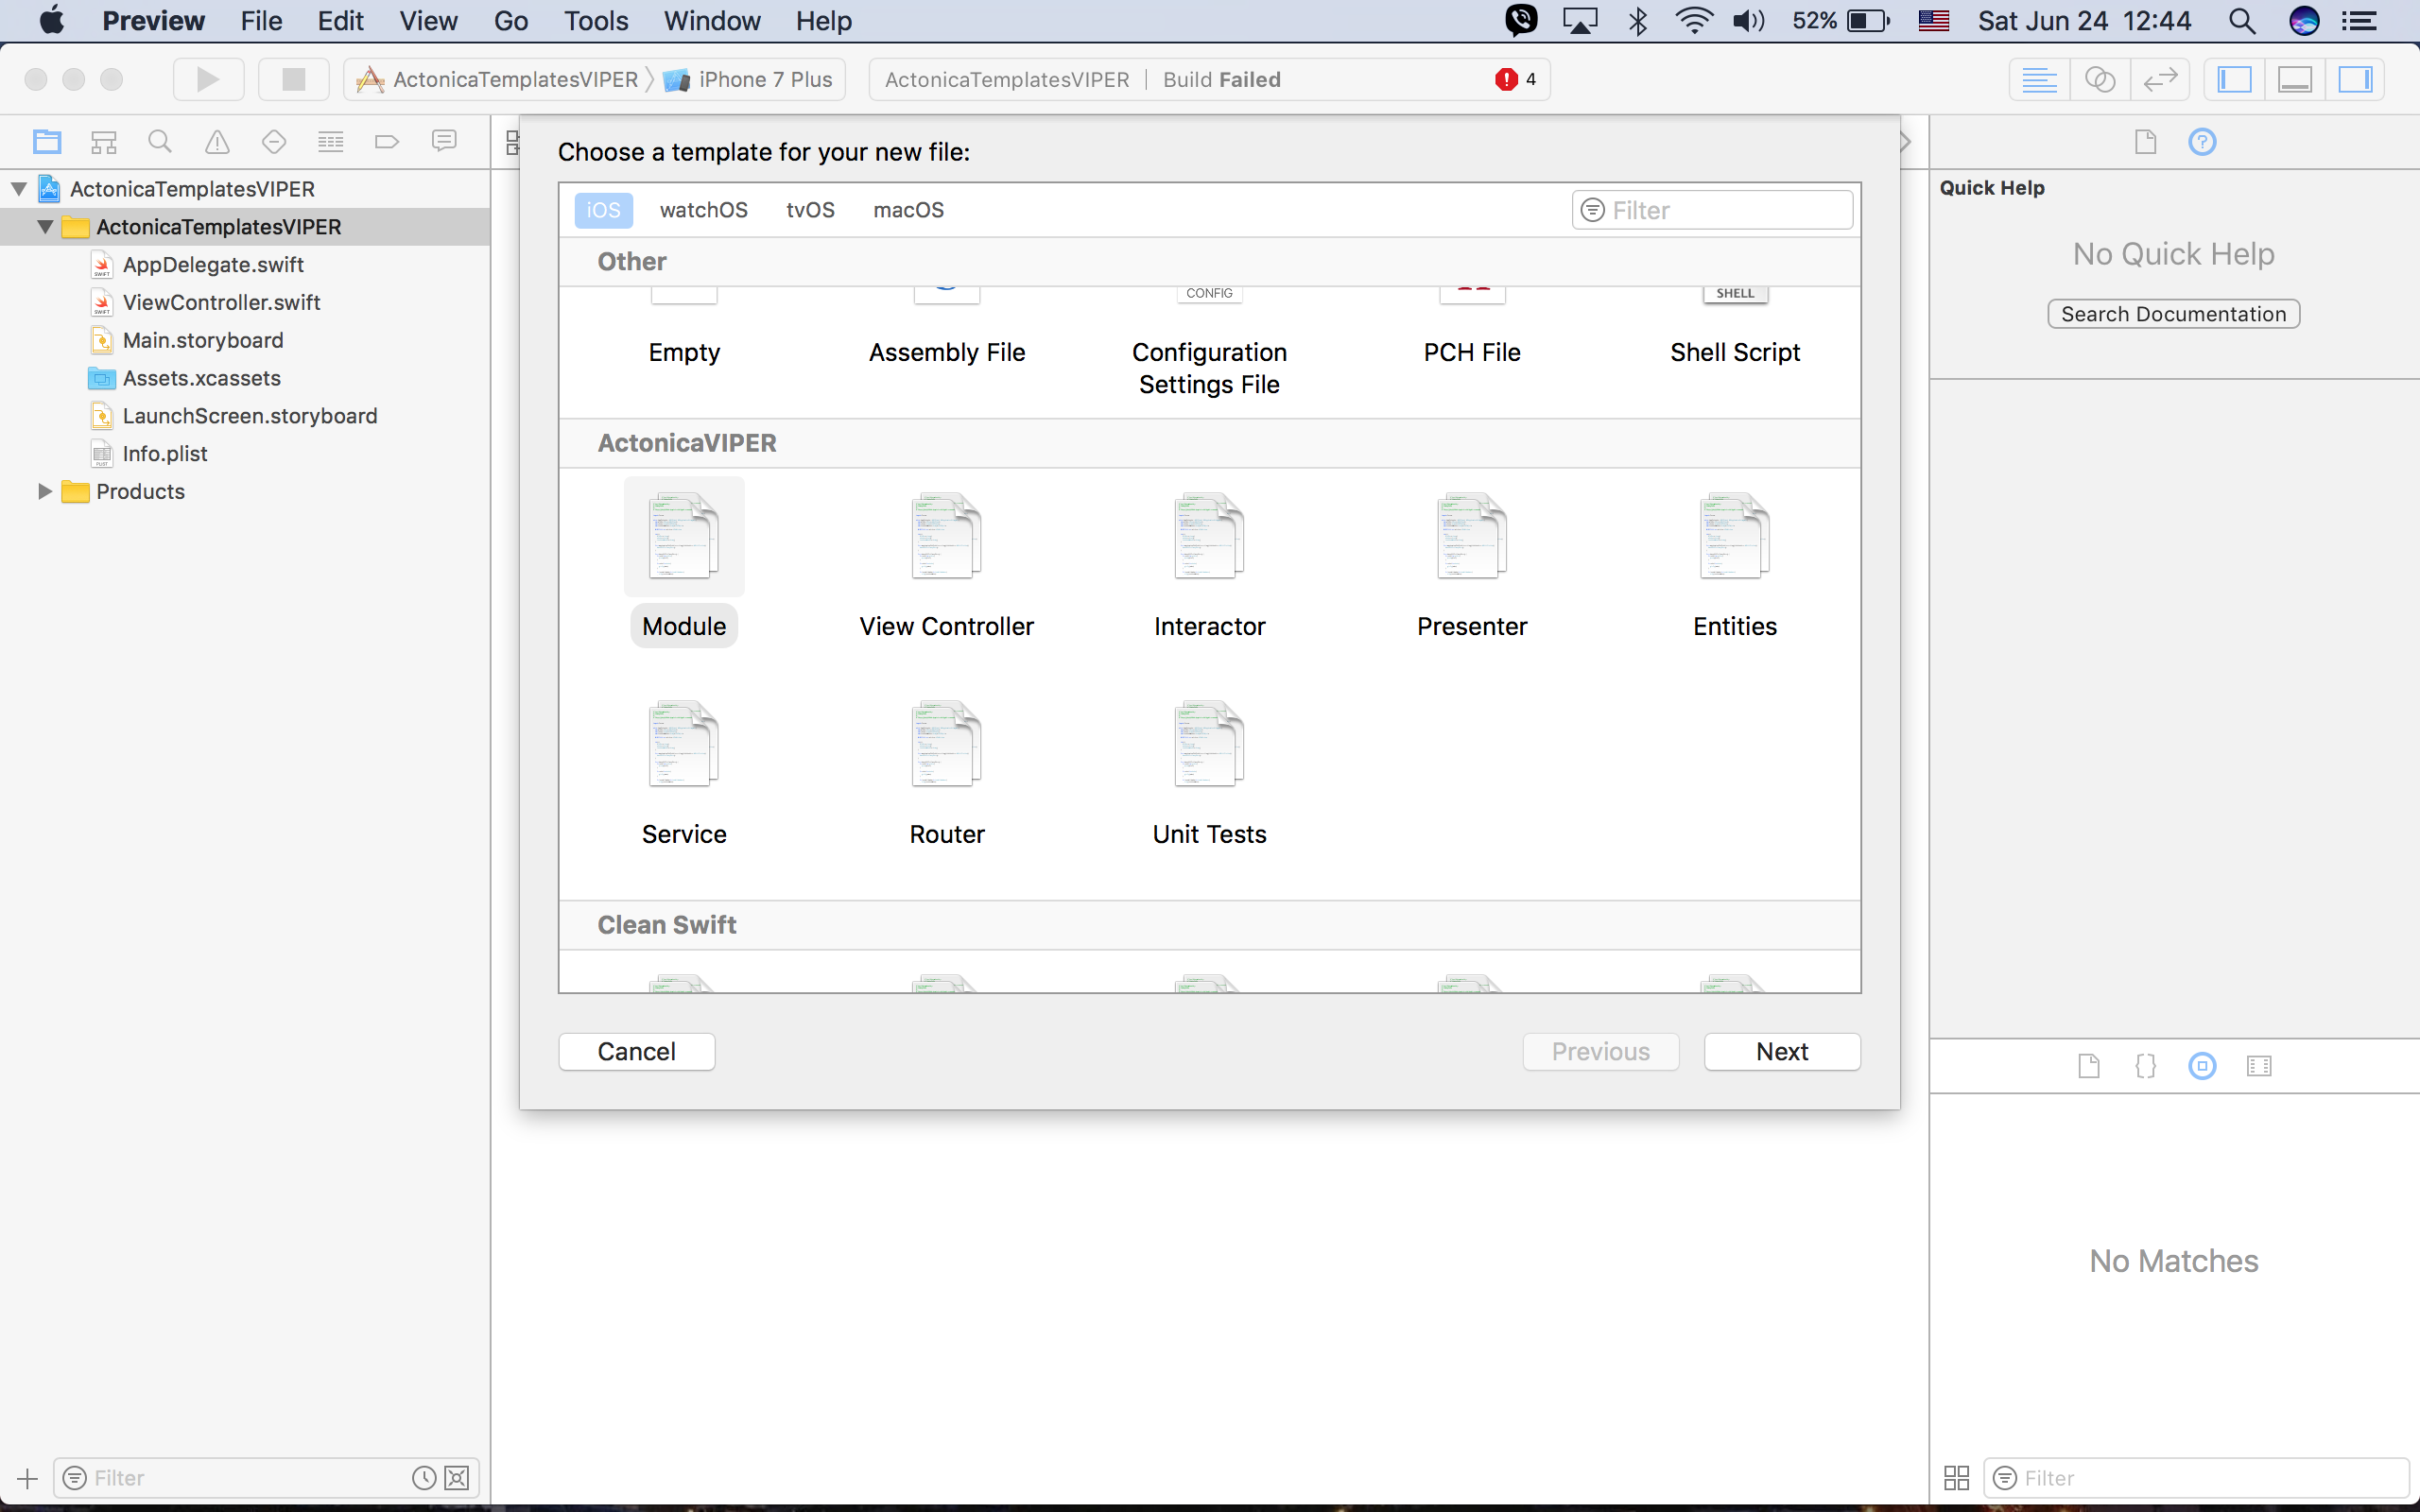 Preview File Edit View Go Tools Window Help 52% Sat Jun 24 12:44
ActonicaTemplatesVIPER iPhone 7 Plus ActonicaTemplatesVIPER | Build Failed 4
Choose a template for your new file:
ActonicaTemplatesVIPER
ActonicaTemplatesVIPER
AppDelegate.swift
ViewController.swift
Main.storyboard
Assets.xcassets
LaunchScreen.storyboard
Info.plist
Products
Filter
iOS watchOS tvOS macOS Filter
Other
CONFIG SHELL
Empty Assembly File Configuration Settings File PCH File Shell Script
ActonicaVIPER
Module View Controller Interactor Presenter Entities
Service Router Unit Tests
Clean Swift
Cancel Previous Next
Quick Help
No Quick Help
Search Documentation
No Matches
Filter